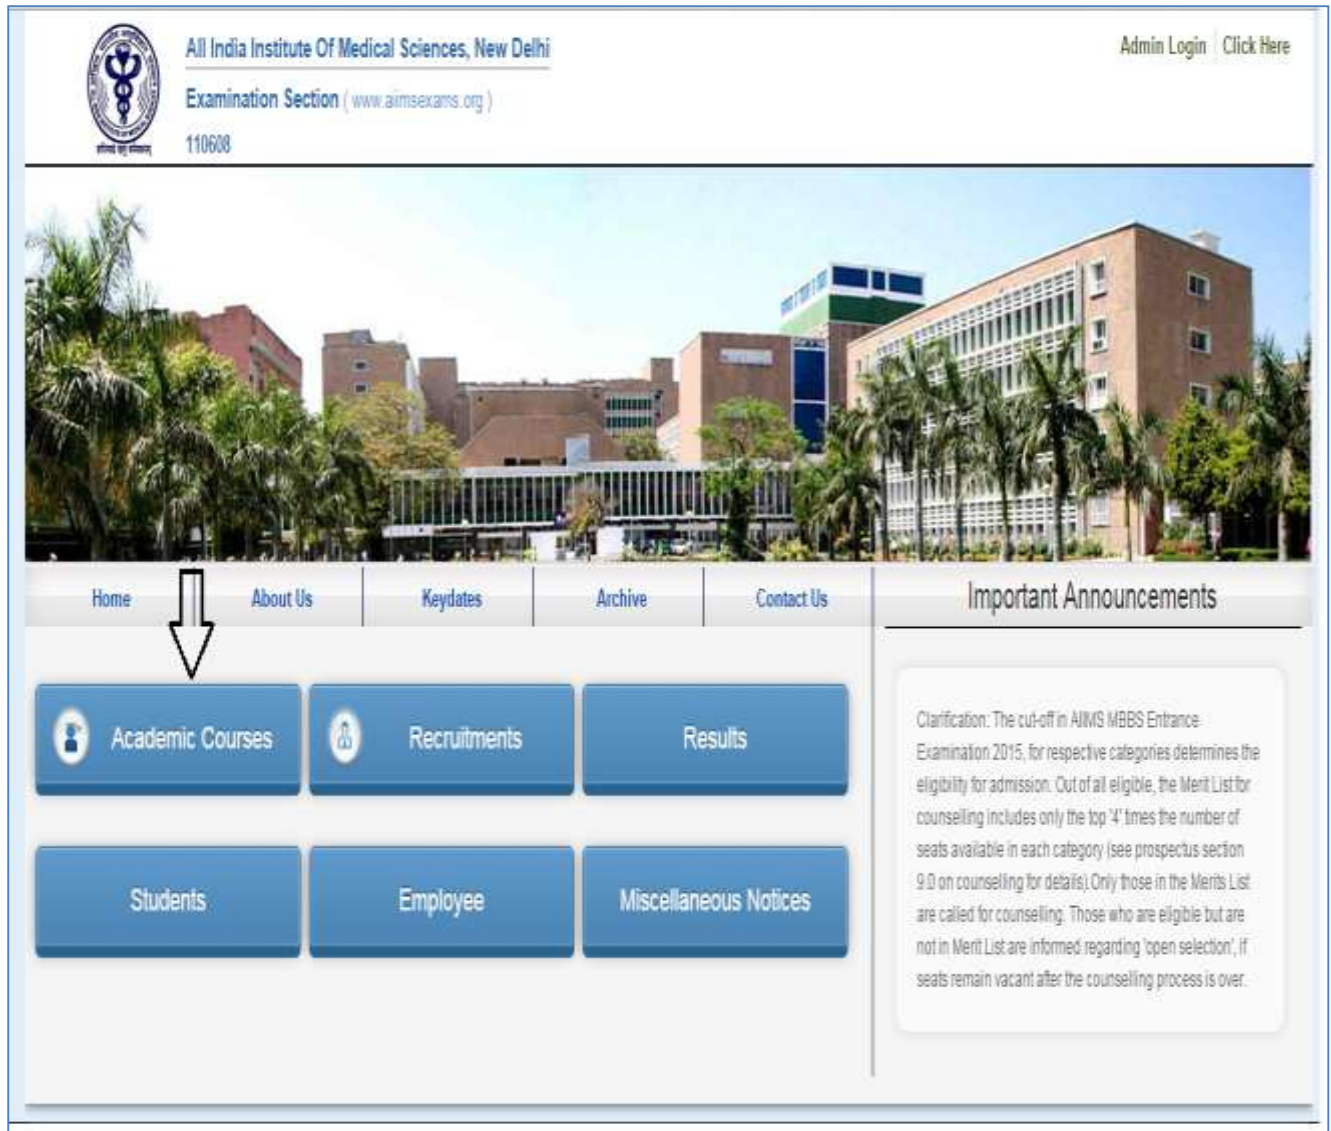 All India Institute Of Medical Sciences, New Delhi
Admin Login Click Here
Examination Section ( www.aiimsexams.org )
110608
Home About Us Keydates Archive Contact Us Important Announcements
Academic Courses Recruitments Results
Students Employee Miscellaneous Notices
Clarification: The cut-off in AIIMS MBBS Entrance
Examination 2015, for respective categories determines the
eligibility for admission. Out of all eligible, the Merit List for
counselling includes only the top '4' times the number of
seats available in each category (see prospectus section
9.0 on counselling for details).Only those in the Merits List
are called for counselling. Those who are eligible but are
not in Merit List are informed regarding 'open selection', if
seats remain vacant after the counselling process is over.